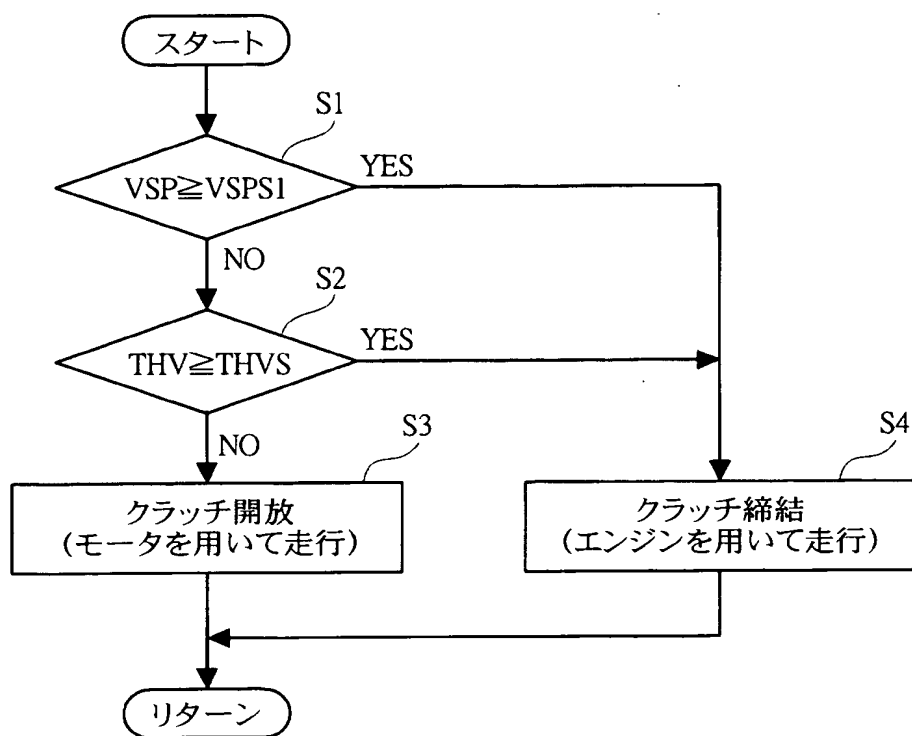 スタート
S1
VSP≧VSPS1
YES
NO
S2
THV≧THVS
YES
NO
S3
クラッチ開放
(モータを用いて走行)
S4
クラッチ締結
(エンジンを用いて走行)
リターン